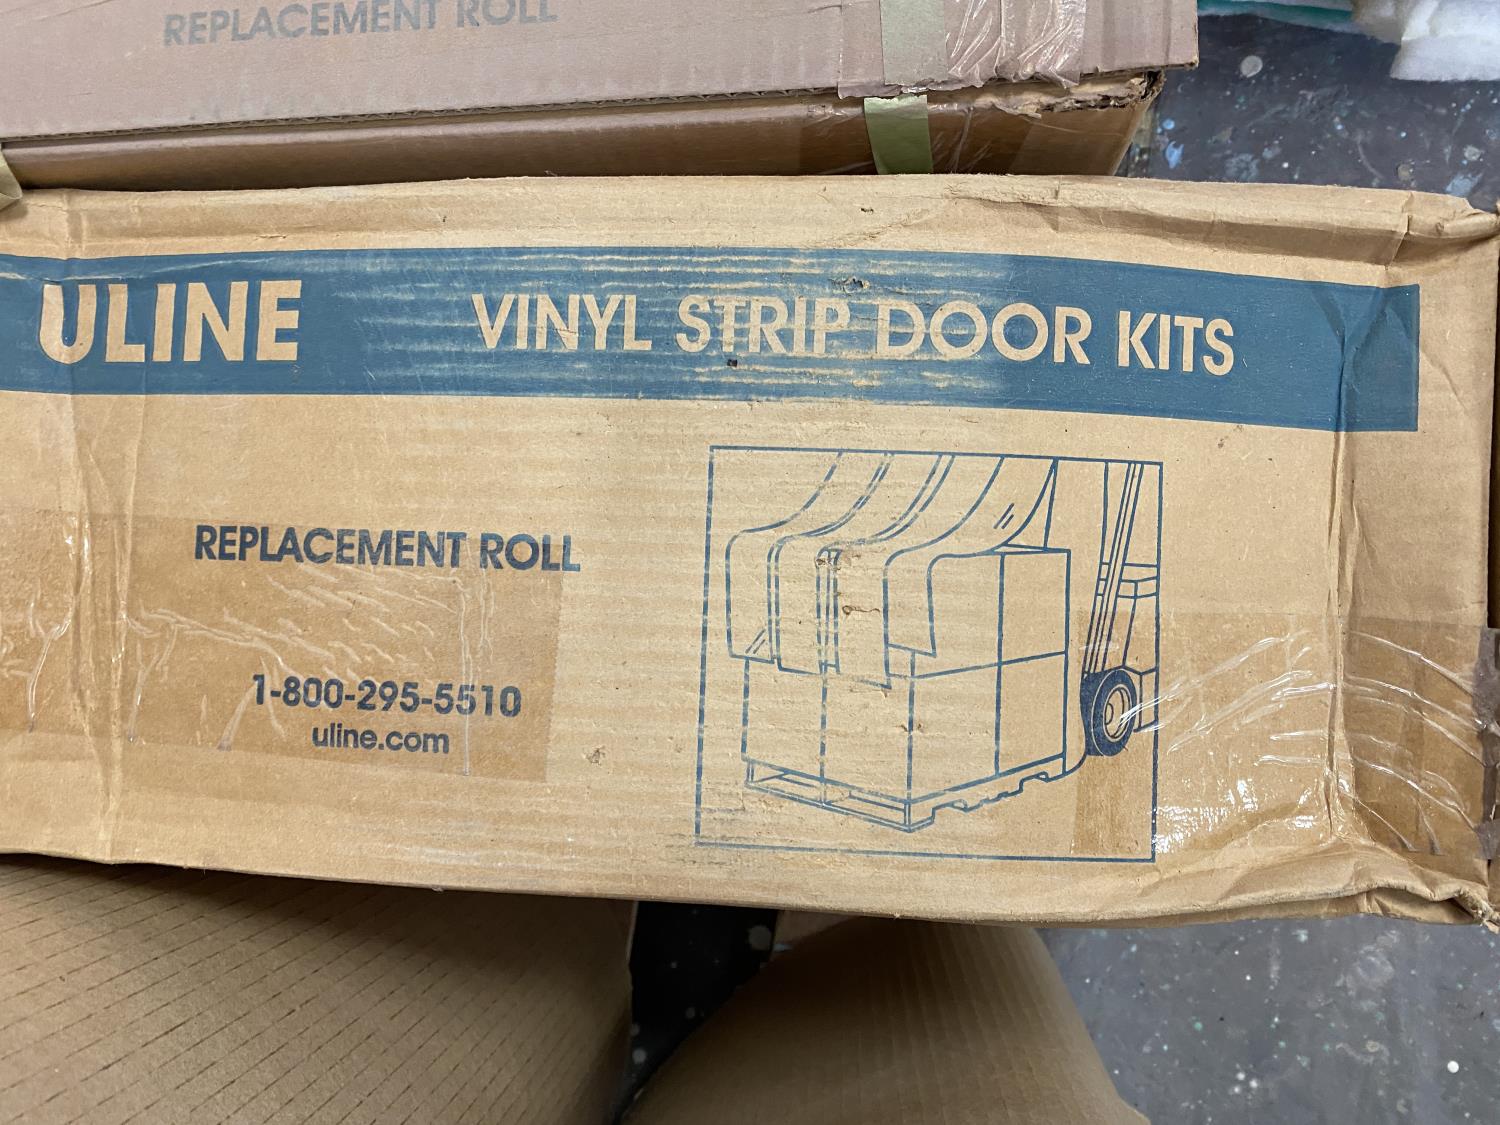 REPLACEMENT ROLL
ULINE VINYL STRIP DOOR KITS
REPLACEMENT ROLL
1-800-295-5510
uline.com